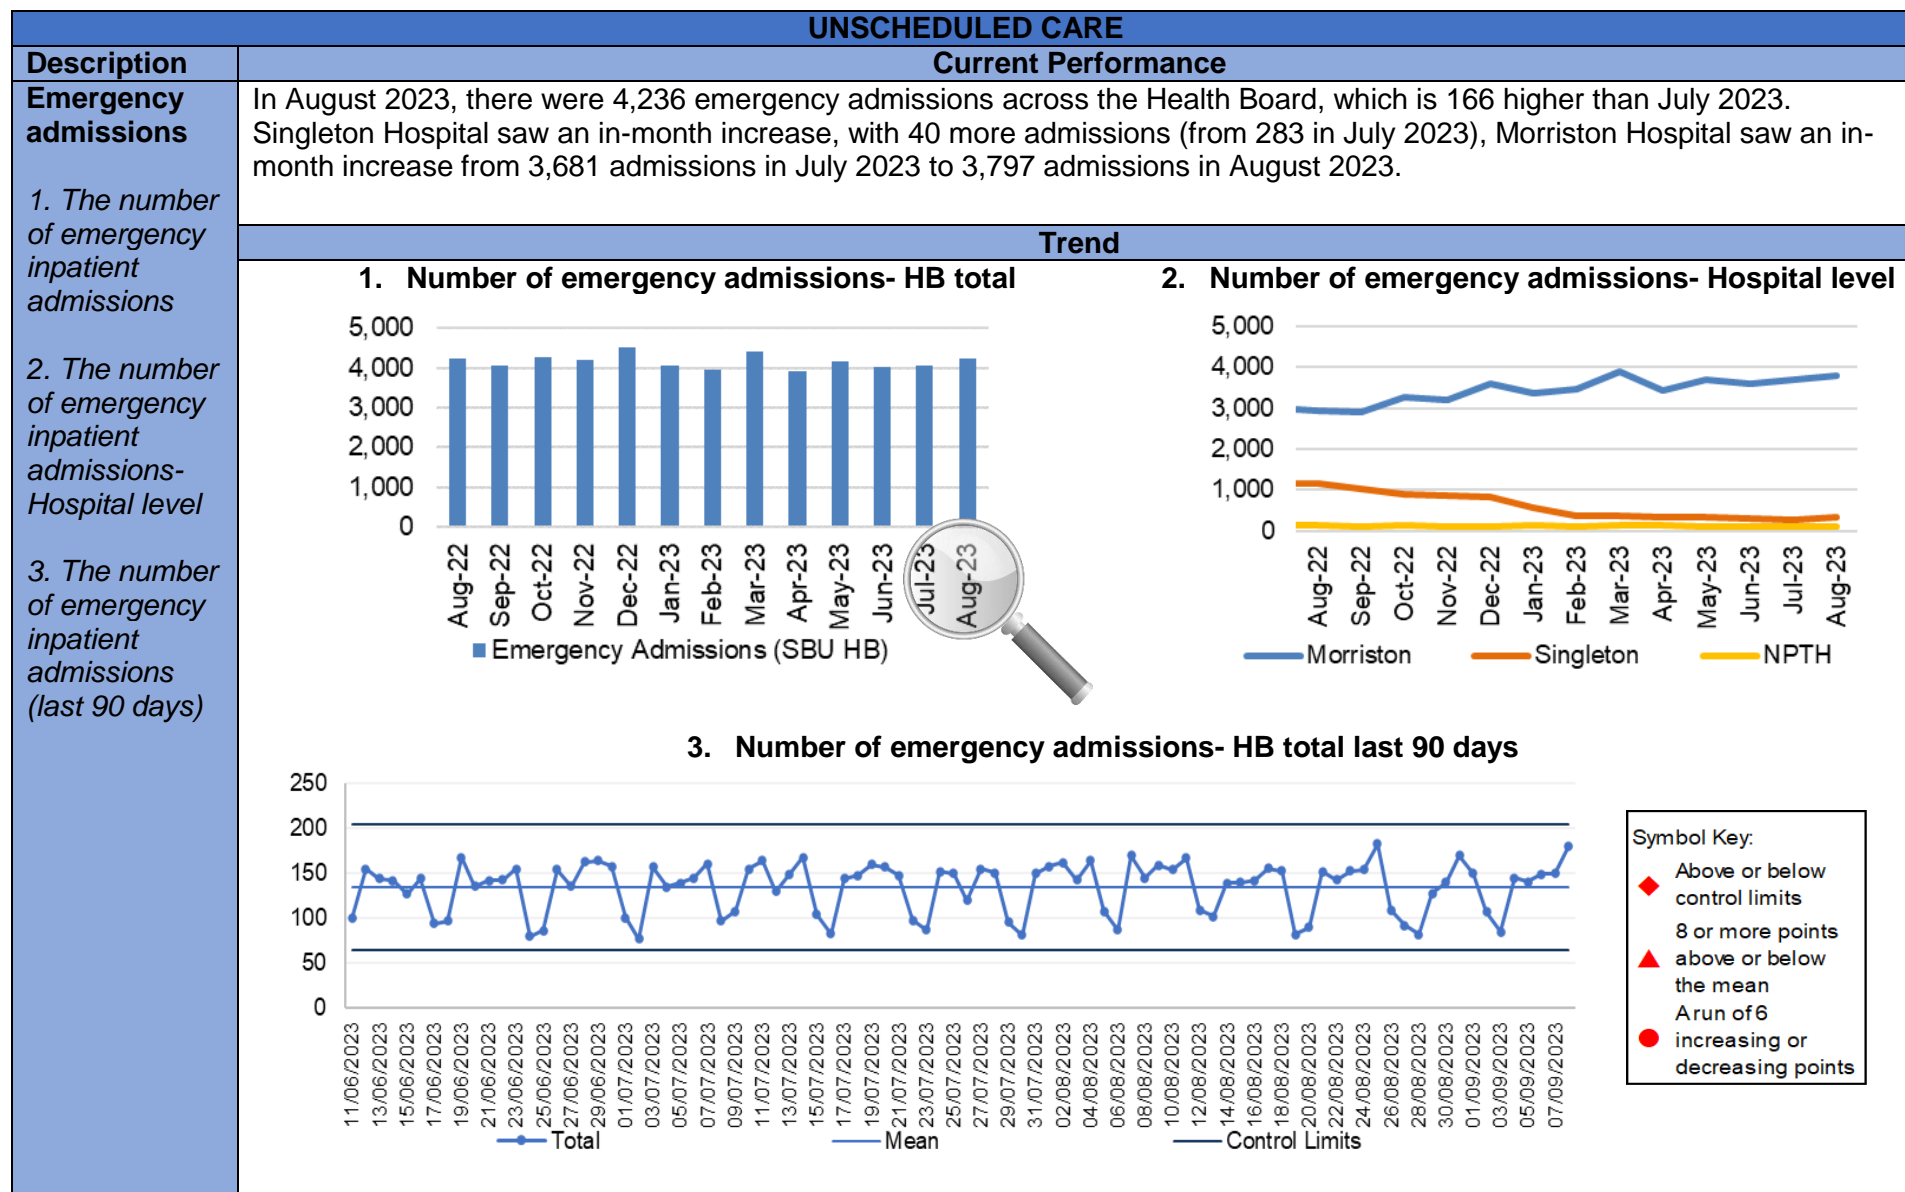 UNSCHEDULED CARE
Description
Current Performance
Emergency
admissions
1. The number
of emergency
inpatient
admissions
2. The number
of emergency
inpatient
admissions-
Hospital level
3. The number
of emergency
inpatient
admissions
(last 90 days)
In August 2023, there were 4,236 emergency admissions across the Health Board, which is 166 higher than July 2023.
Singleton Hospital saw an in-month increase, with 40 more admissions (from 283 in July 2023), Morriston Hospital saw an in-
month increase from 3,681 admissions in July 2023 to 3,797 admissions in August 2023.
Trend
1. Number of emergency admissions- HB total
5,000
4,000
3,000
2,000
1,000
0
Aug-22
Sep-22
Oct-22
Nov-22
Dec-22
Jan-23
Feb-23
Mar-23
Apr-23
May-23
Jun-23
Jul-23
Aug-23
Emergency Admissions (SBU HB)
2. Number of emergency admissions- Hospital level
5,000
4,000
3,000
2,000
1,000
0
Aug-22
Sep-22
Oct-22
Nov-22
Dec-22
Jan-23
Feb-23
Mar-23
Apr-23
May-23
Jun-23
Jul-23
Aug-23
Morriston
Singleton
NPTH
3. Number of emergency admissions- HB total last 90 days
250
200
150
100
50
0
11/06/2023
13/06/2023
15/06/2023
17/06/2023
19/06/2023
21/06/2023
23/06/2023
25/06/2023
27/06/2023
29/06/2023
01/07/2023
03/07/2023
05/07/2023
07/07/2023
09/07/2023
11/07/2023
13/07/2023
15/07/2023
17/07/2023
19/07/2023
21/07/2023
23/07/2023
25/07/2023
27/07/2023
29/07/2023
31/07/2023
02/08/2023
04/08/2023
06/08/2023
08/08/2023
10/08/2023
12/08/2023
14/08/2023
16/08/2023
18/08/2023
20/08/2023
22/08/2023
24/08/2023
26/08/2023
28/08/2023
30/08/2023
01/09/2023
03/09/2023
05/09/2023
07/09/2023
Total
Mean
Control Limits
Symbol Key:
Above or below
control limits
8 or more points
above or below
the mean
A run of 6
increasing or
decreasing points